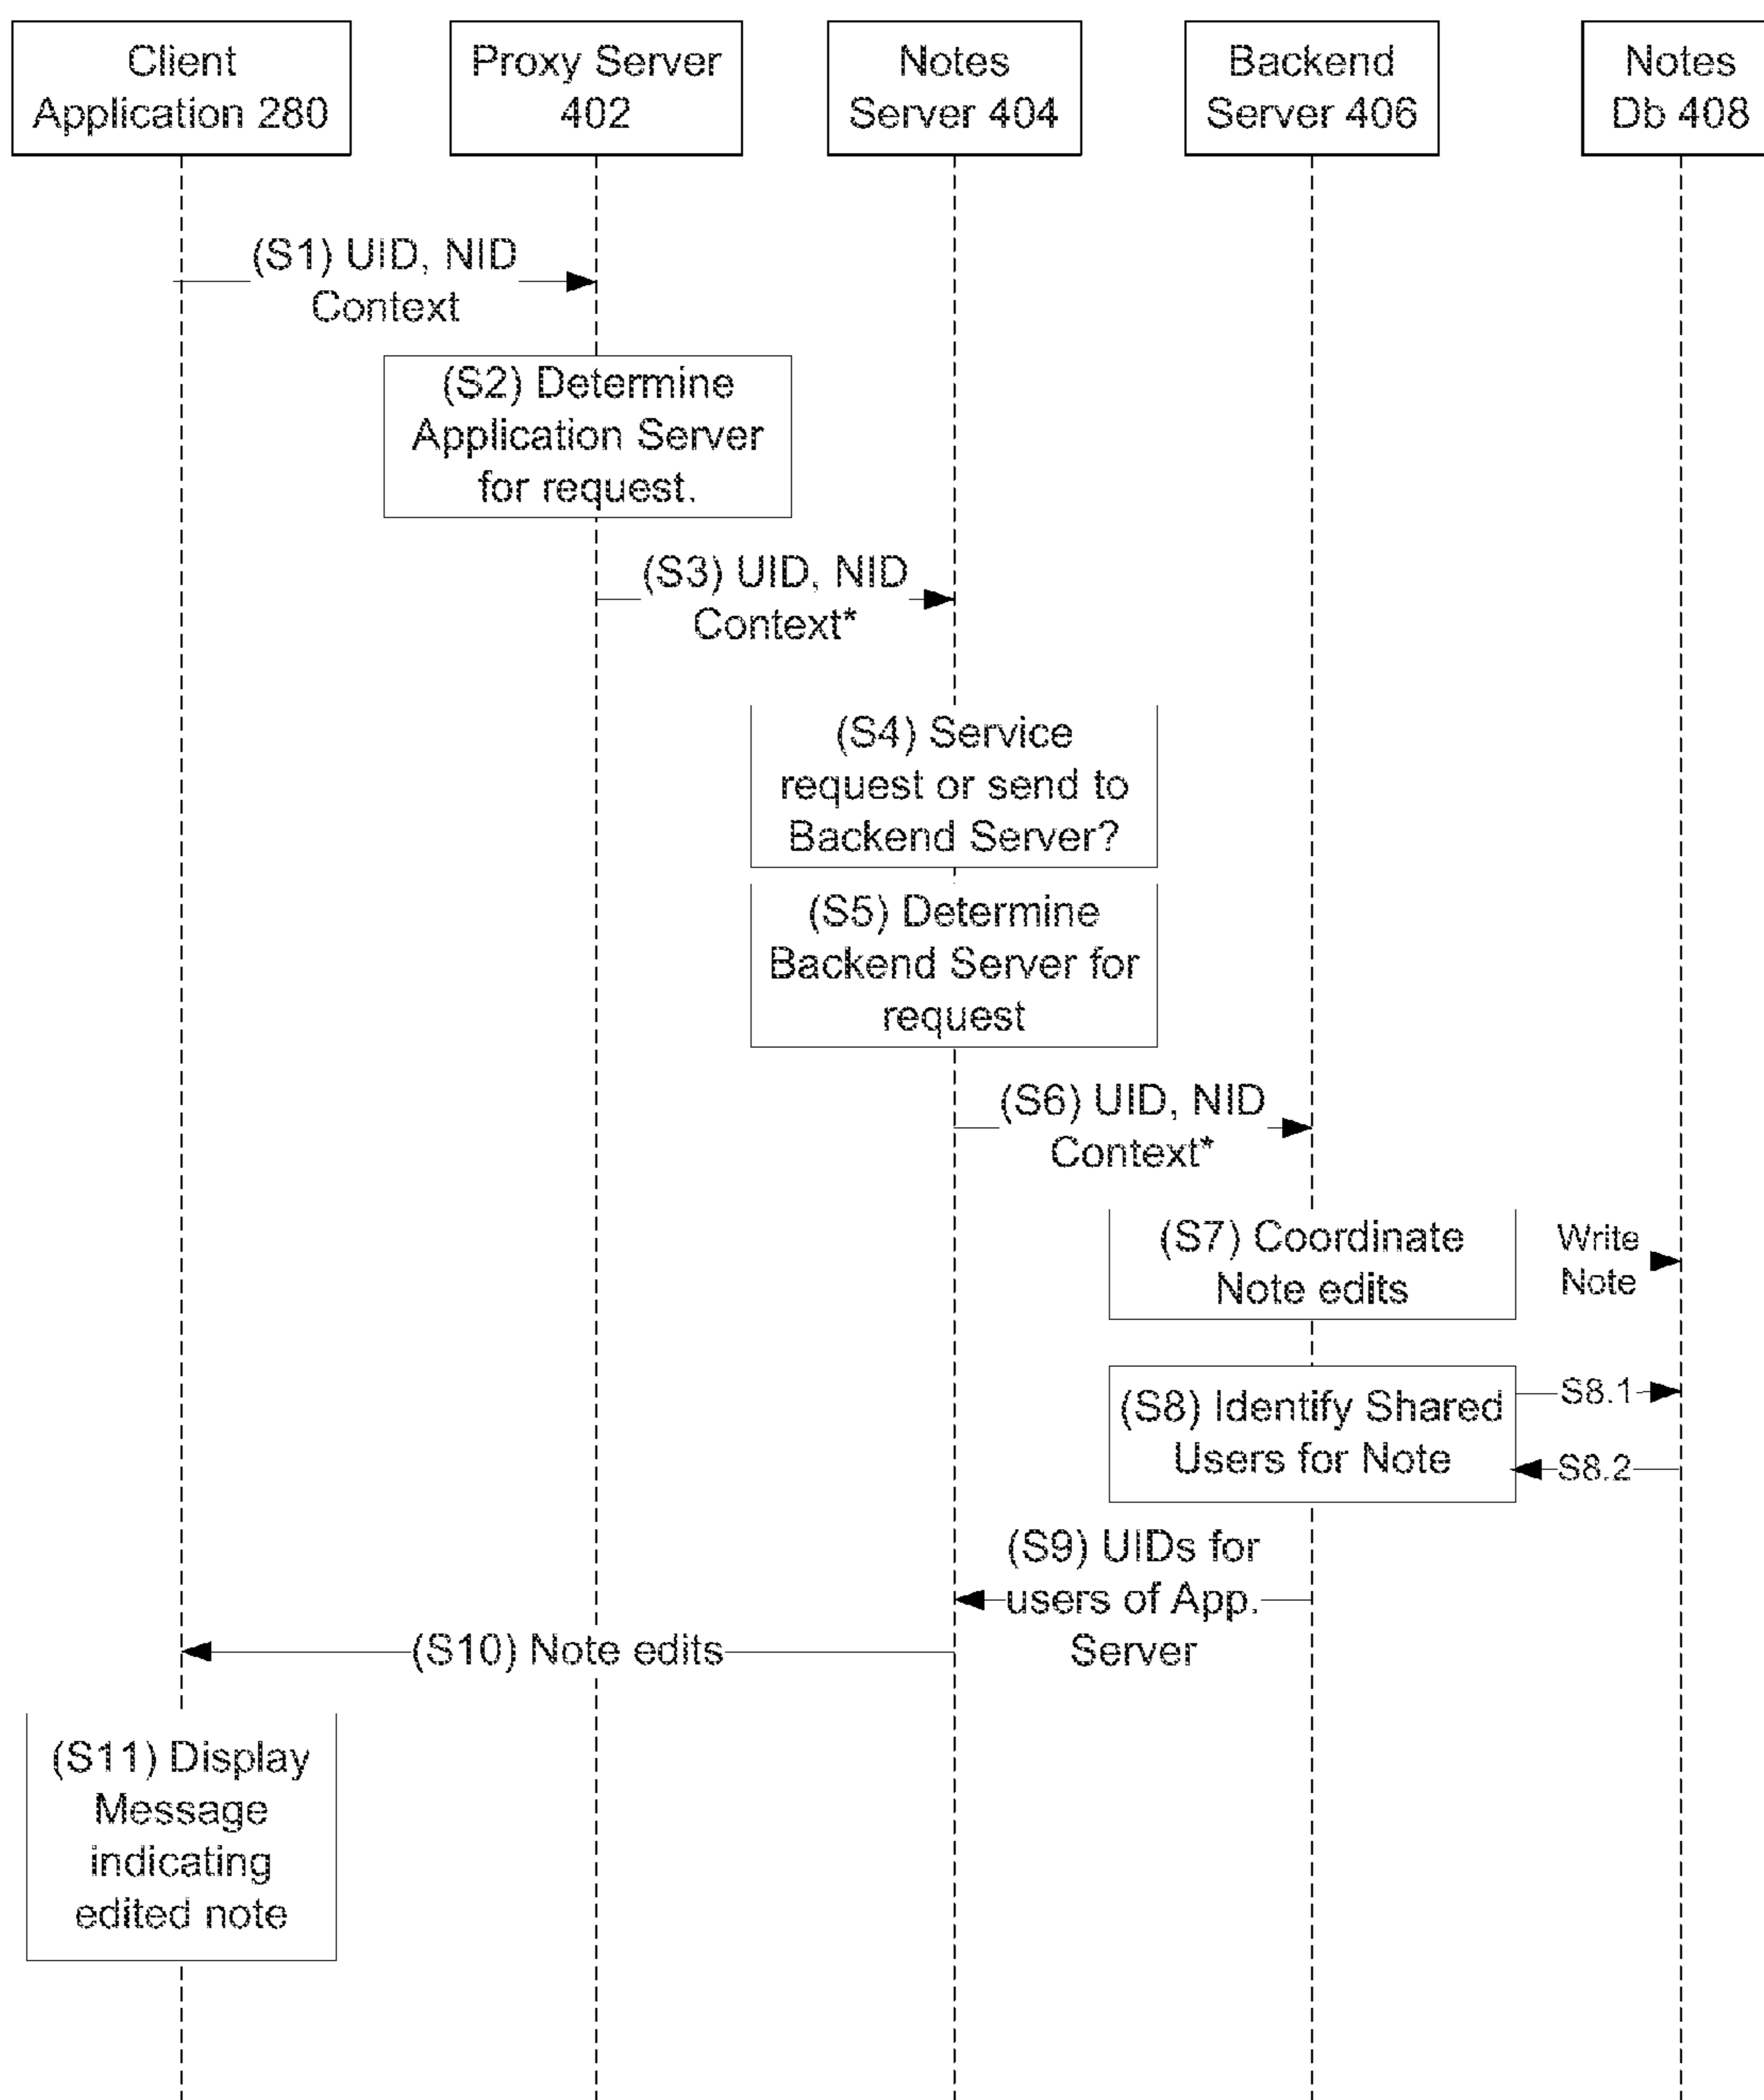 Client
Application 280
Proxy Server
402
Notes
Server 404
Backend
Server 406
Notes
Db 408
(S1) UID, NID
Context
(S2) Determine
Application Server
for request.
(S3) UID, NID
Context*
(S4) Service
request or send to
Backend Server?
(S5) Determine
Backend Server for
request
(S6) UID, NID
Context*
(S7) Coordinate
Note edits
Write
Note
(S8) Identify Shared
Users for Note
S8.1
S8.2
(S9) UIDs for
users of App.
Server
(S10) Note edits
(S11) Display
Message
indicating
edited note